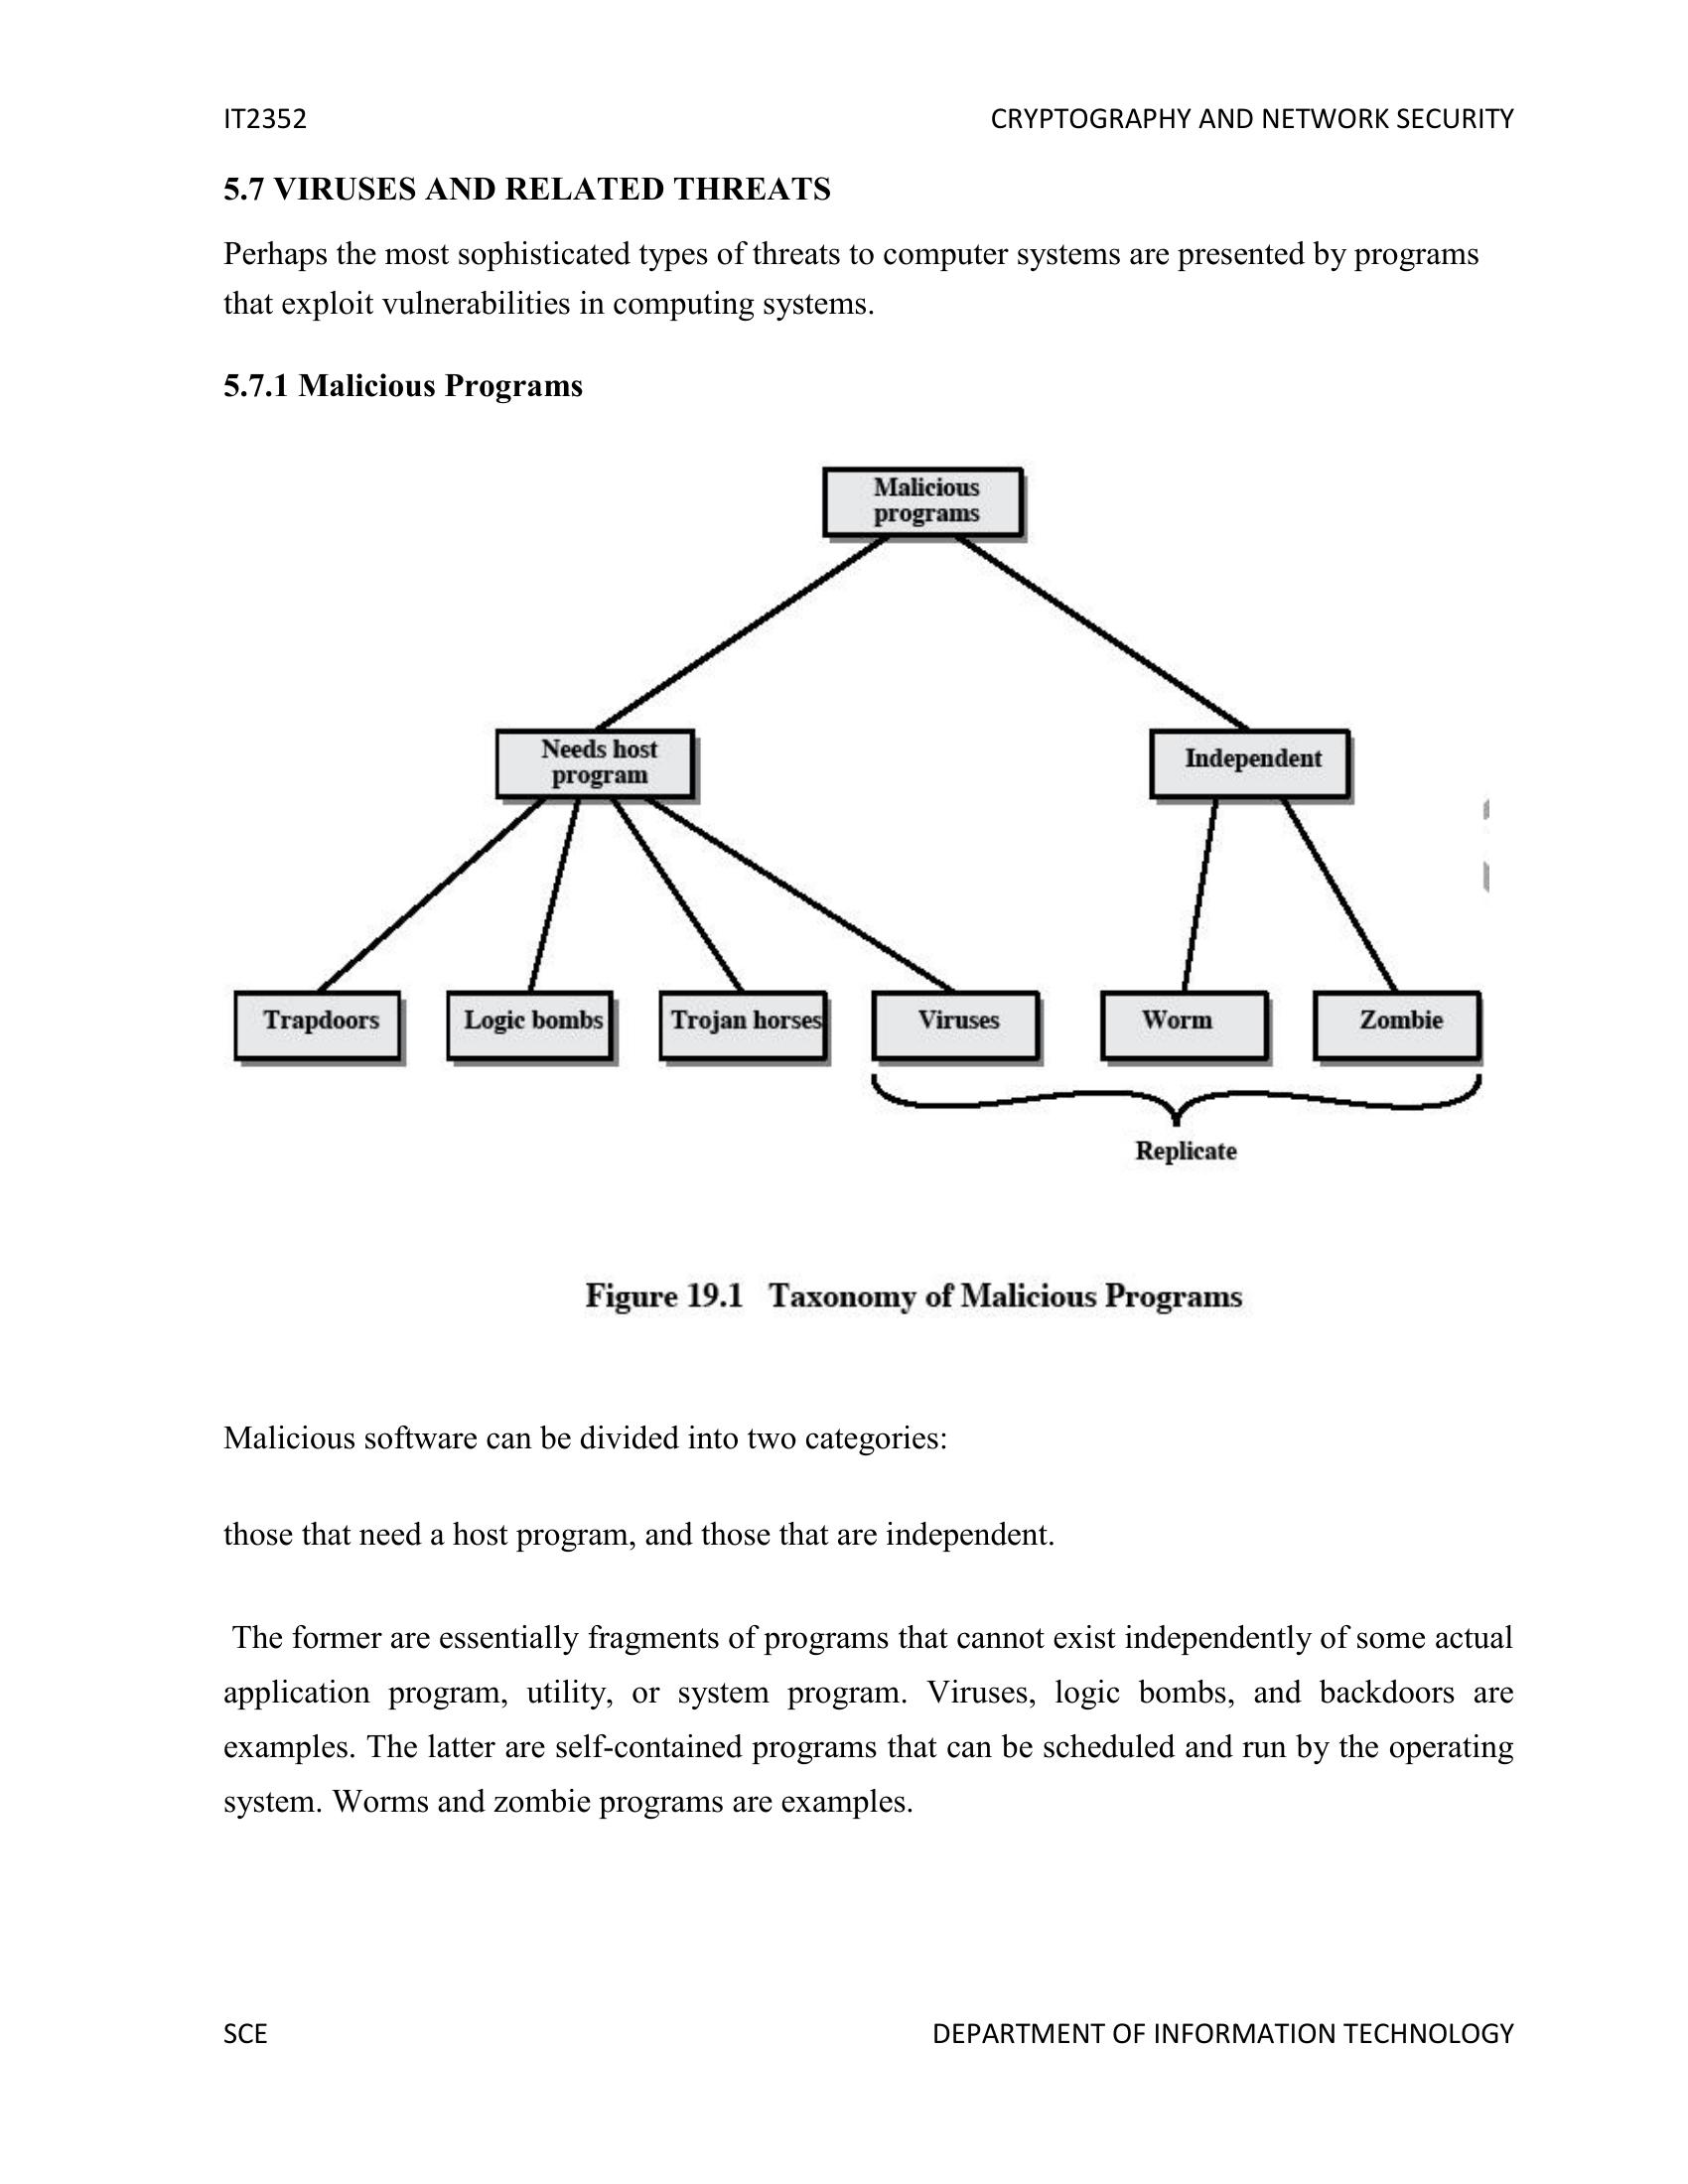 IT2352 CRYPTOGRAPHY AND NETWORK SECURITY
5.7 VIRUSES AND RELATED THREATS
Perhaps the most sophisticated types of threats to computer systems are presented by programs
that exploit vulnerabilities in computing systems.
5.7.1 Malicious Programs
Malicious
programs
Needs host
program
Independent
Trapdoors
Logic bombs
Trojan horses
Viruses
Worm
Zombie
Replicate
Figure 19.1 Taxonomy of Malicious Programs
Malicious software can be divided into two categories:
those that need a host program, and those that are independent.
The former are essentially fragments of programs that cannot exist independently of some actual
application program, utility, or system program. Viruses, logic bombs, and backdoors are
examples. The latter are self-contained programs that can be scheduled and run by the operating
system. Worms and zombie programs are examples.
SCE DEPARTMENT OF INFORMATION TECHNOLOGY